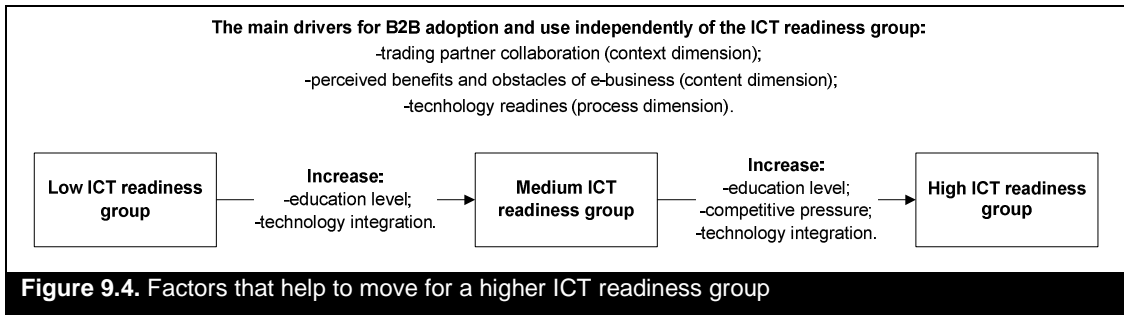 The main drivers for B2B adoption and use independently of the ICT readiness group:
-trading partner collaboration (context dimension);
-perceived benefits and obstacles of e-business (content dimension);
-tecnhology readines (process dimension).
Low ICT readiness
group
Increase:
-education level;
-technology integration.
Medium ICT
readiness group
Increase:
-education level;
-competitive pressure;
-technology integration.
High ICT readiness
group
Figure 9.4. Factors that help to move for a higher ICT readiness group